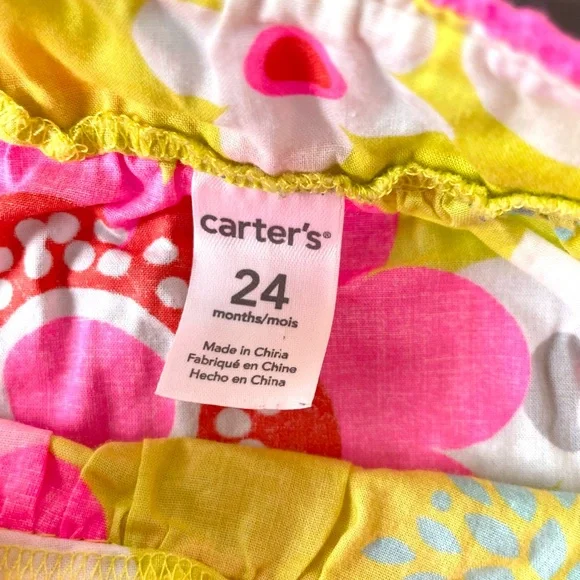 carter's®
24
months/mois
Made in China
Fabriqué en Chine
Hecho en China